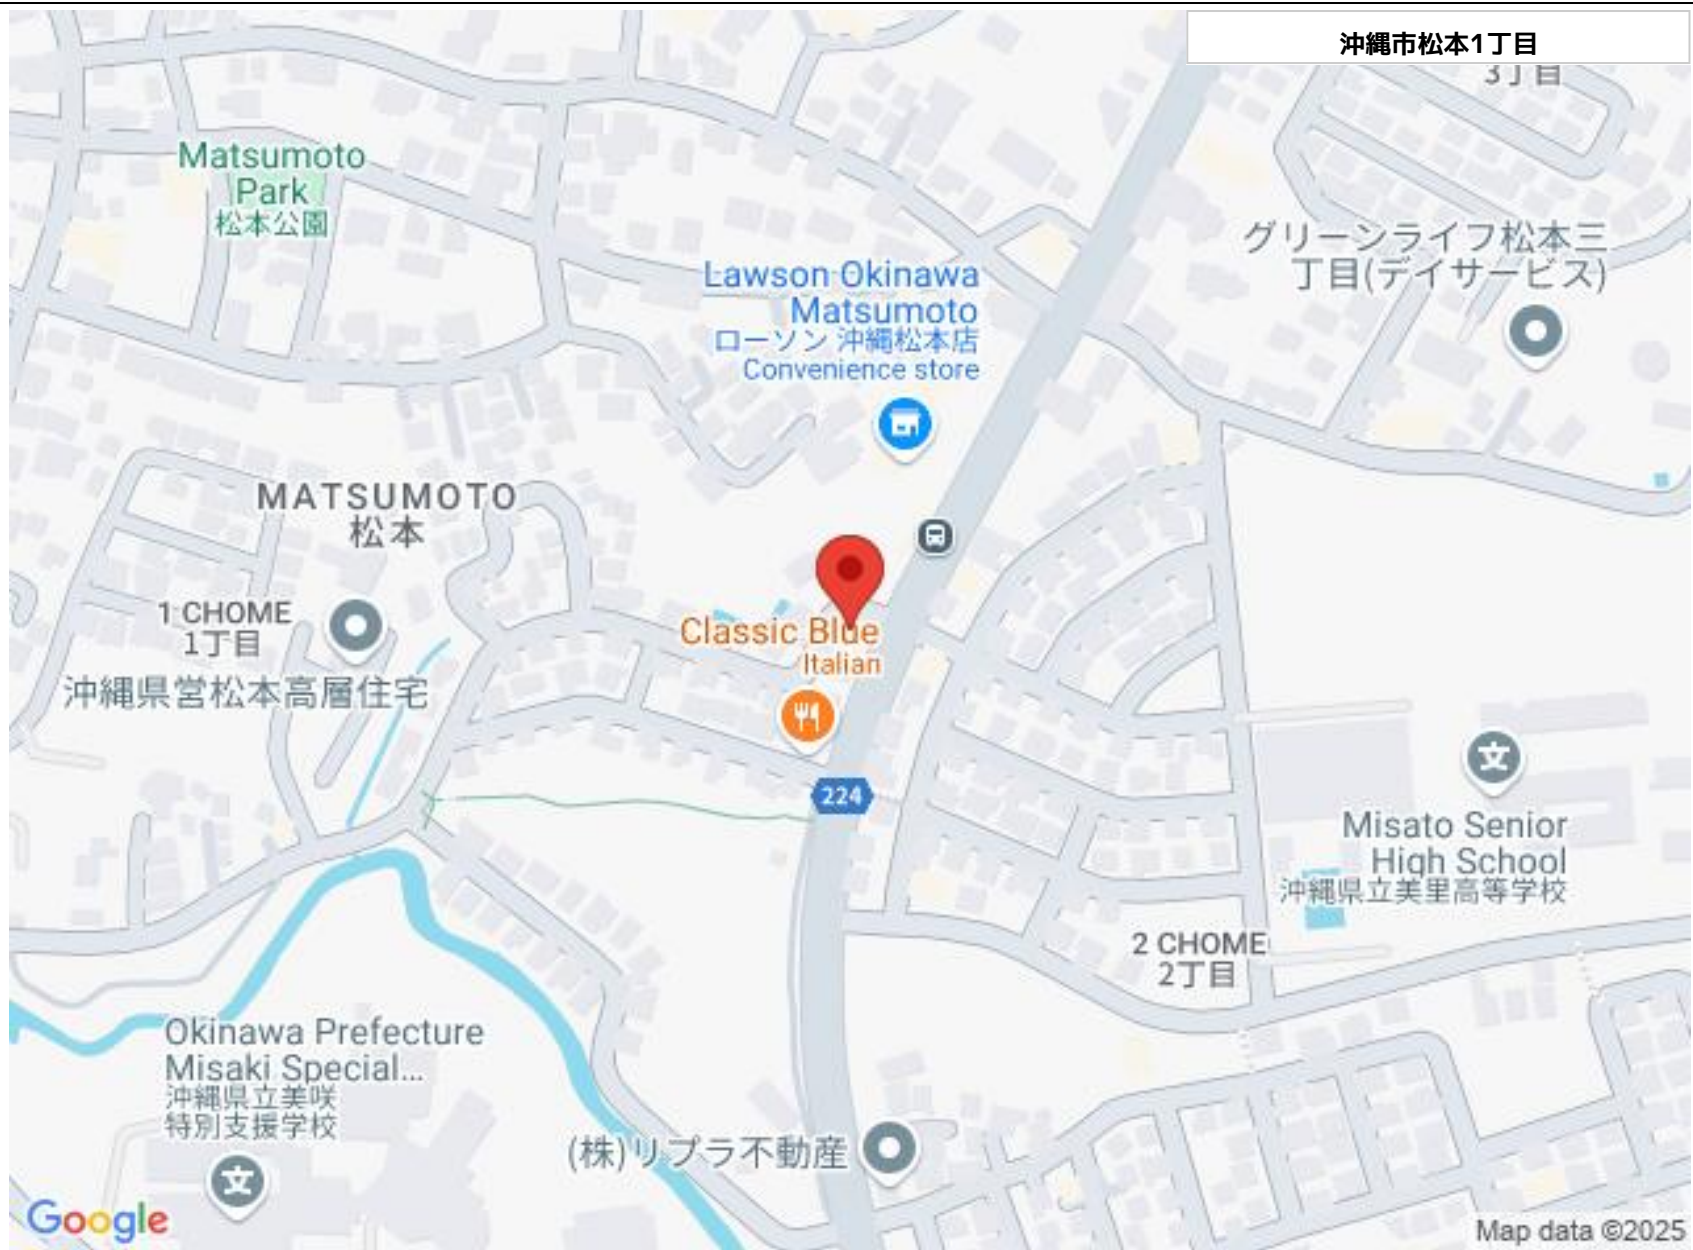 沖縄市松本1丁目
3丁目
Matsumoto
Park
松本公園
グリーンライフ松本三
丁目(デイサービス)
Lawson Okinawa
Matsumoto
ローソン 沖縄松本店
Convenience store
MATSUMOTO
松本
1 CHOME
1丁目
沖縄県営松本高層住宅
Classic Blue
Italian
224
Misato Senior
High School
沖縄県立美里高等学校
2 CHOME
2丁目
Okinawa Prefecture
Misaki Special...
沖縄県立美咲
特別支援学校
文
文
(株)リプラ不動産
Google
Map data ©2025